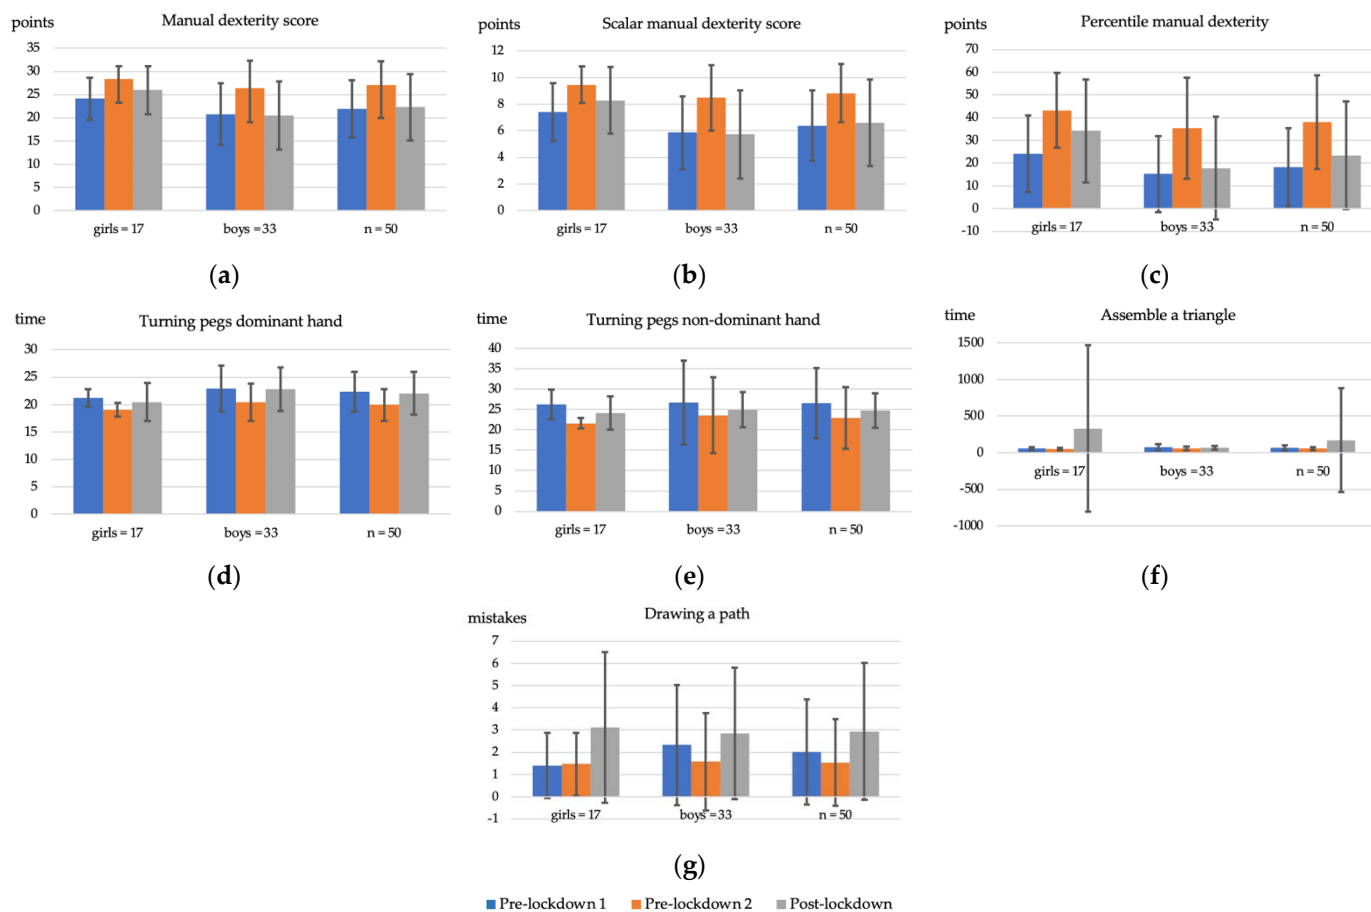 points Manual dexterity score
35
30
25
20
15
10
5
0
girls = 17 boys = 33 n = 50
(a)
points Scalar manual dexterity score
12
10
8
6
4
2
0
girls = 17 boys = 33 n = 50
(b)
points Percentile manual dexterity
70
60
50
40
30
20
10
0
-10
girls = 17 boys = 33 n = 50
(c)
time Turning pegs dominant hand
30
25
20
15
10
5
0
girls = 17 boys = 33 n = 50
(d)
time Turning pegs non-dominant hand
40
35
30
25
20
15
10
5
0
girls = 17 boys = 33 n = 50
(e)
time Assemble a triangle
1500
1000
500
0
-500
-1000
girls = 17 boys = 33 n = 50
(f)
mistakes Drawing a path
7
6
5
4
3
2
1
0
-1
girls = 17 boys = 33 n = 50
(g)
Pre-lockdown 1 Pre-lockdown 2 Post-lockdown